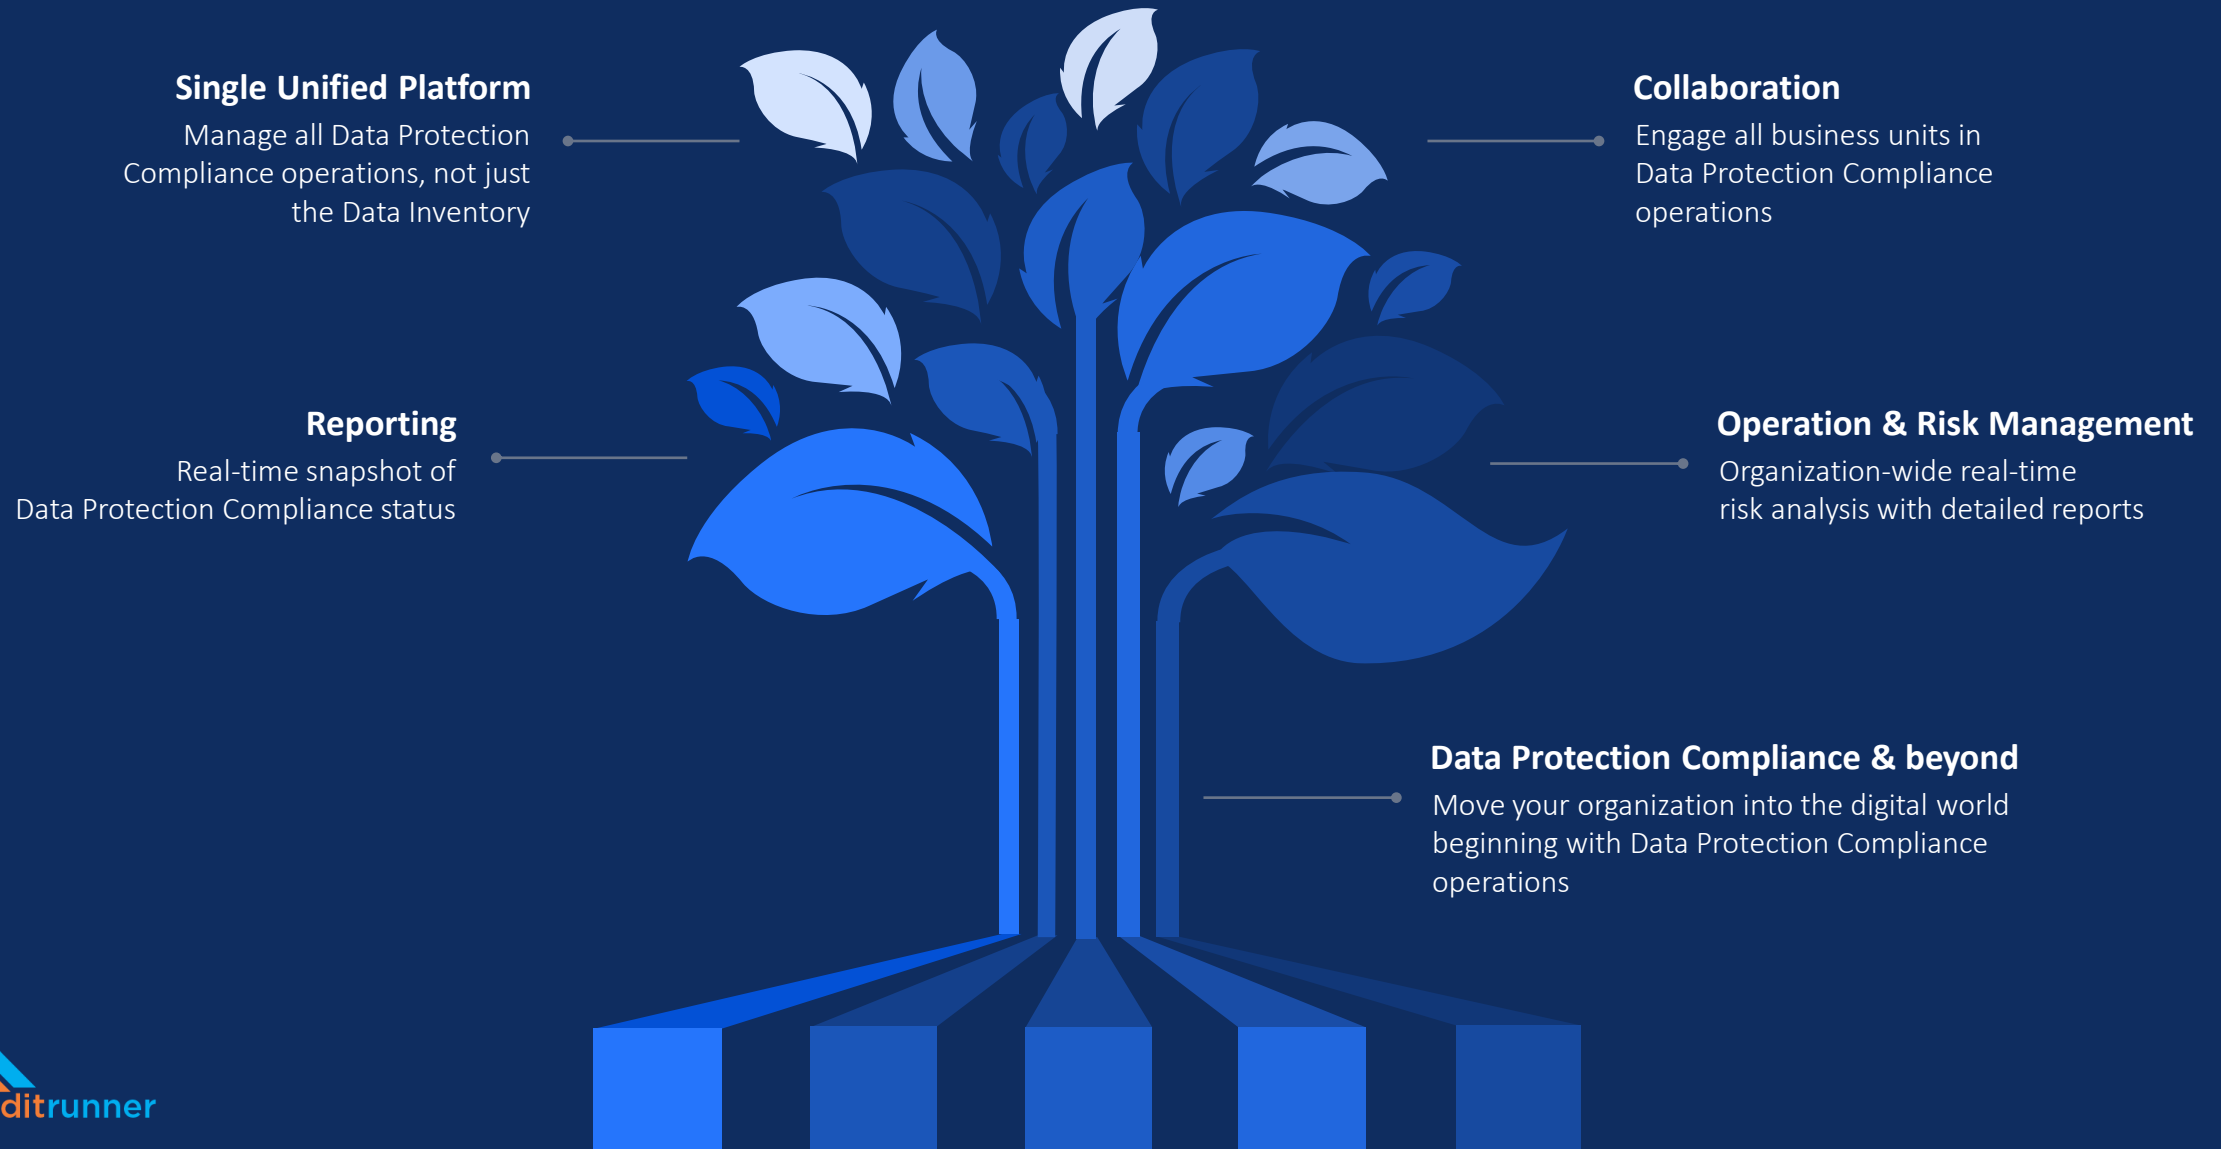 Single Unified Platform
Manage all Data Protection
Compliance operations, not just
the Data Inventory
Collaboration
Engage all business units in
Data Protection Compliance
operations
Reporting
Real-time snapshot of
Data Protection Compliance status
Operation & Risk Management
Organization-wide real-time
risk analysis with detailed reports
Data Protection Compliance & beyond
Move your organization into the digital world
beginning with Data Protection Compliance
operations
ditrunner